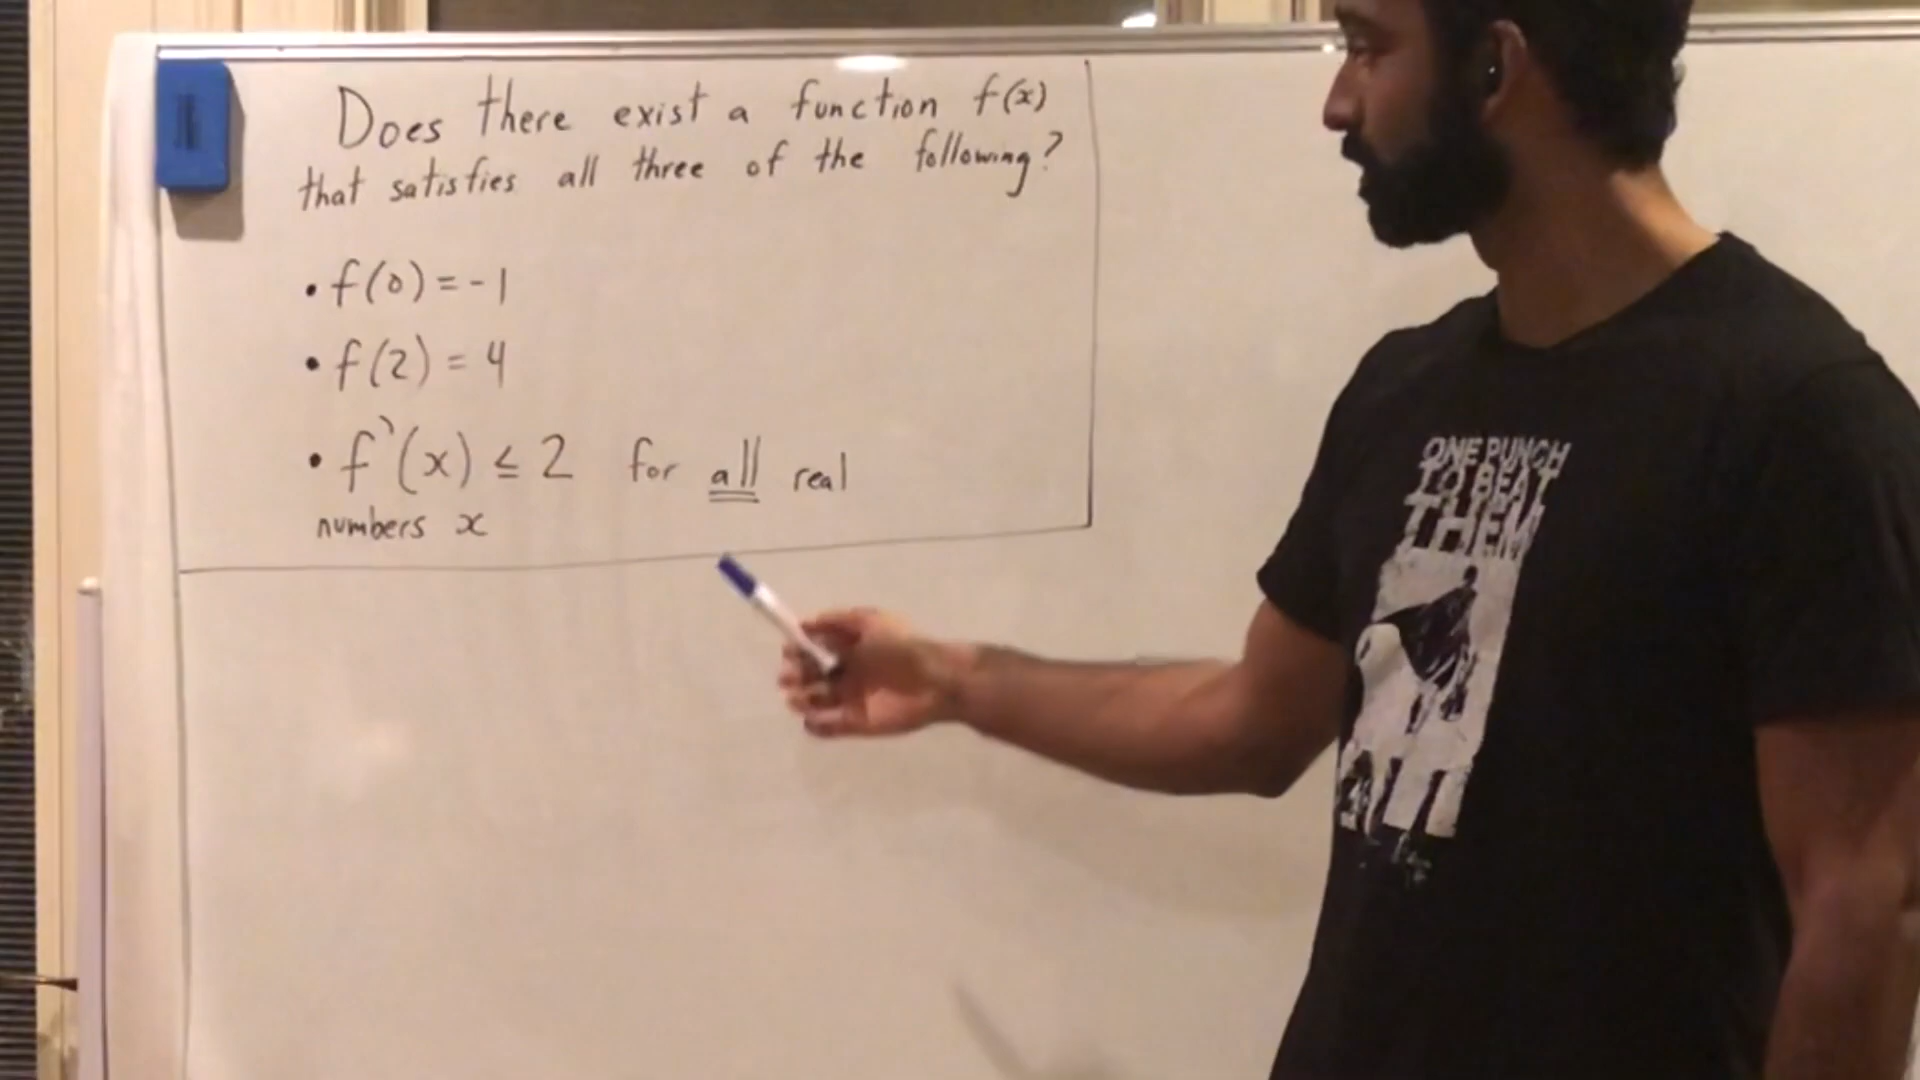 Does there exist a function f(x)
that satisfies all three of the following?
• f(0) = -1
• f(2) = 4
• f'(x) ≤ 2 for all real
numbers x
ONE PUNCH
TO BEAT
THEM
ALL